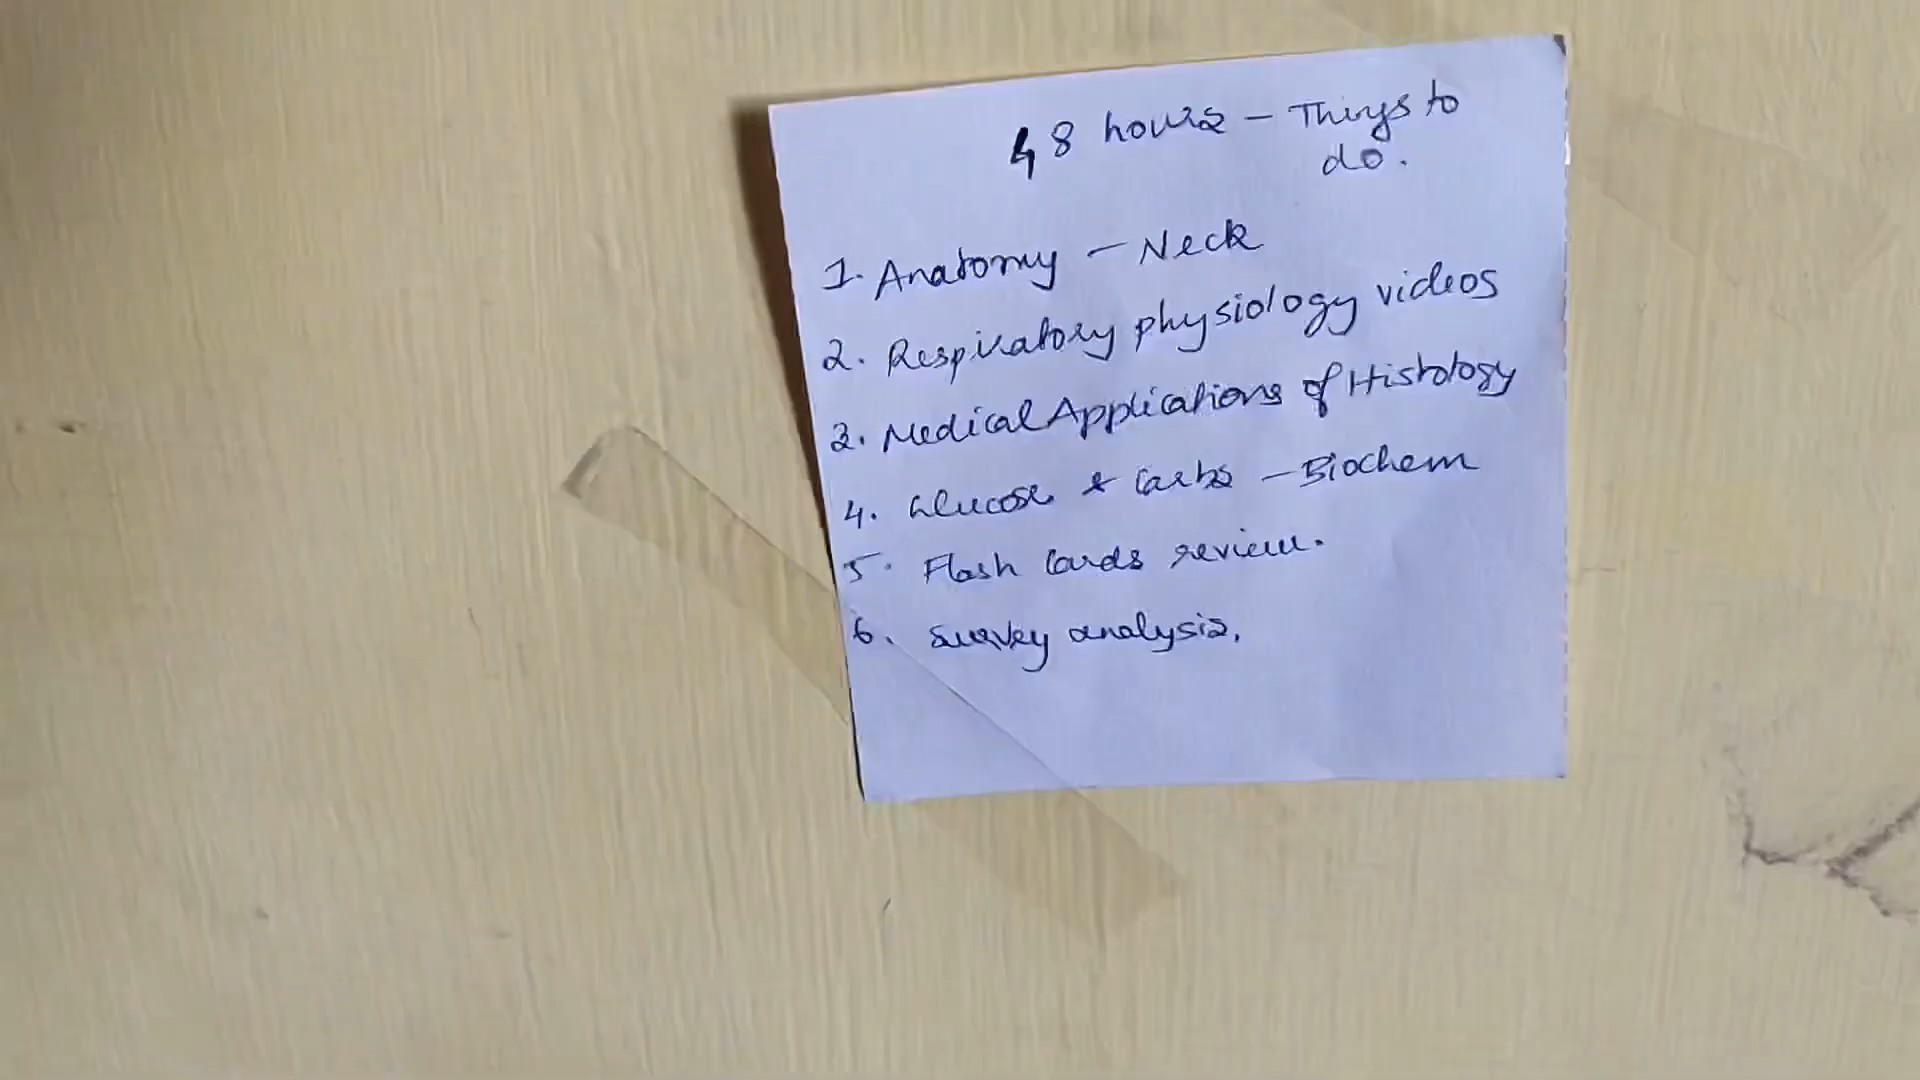 48 hours - Things to
do.
1. Anatomy - Neck
2. Respiratory physiology videos
3. Medical Applications of Histology
4. Glucose & Carbs - Biochem
5. Flash Cards review.
6. Survey analysis.